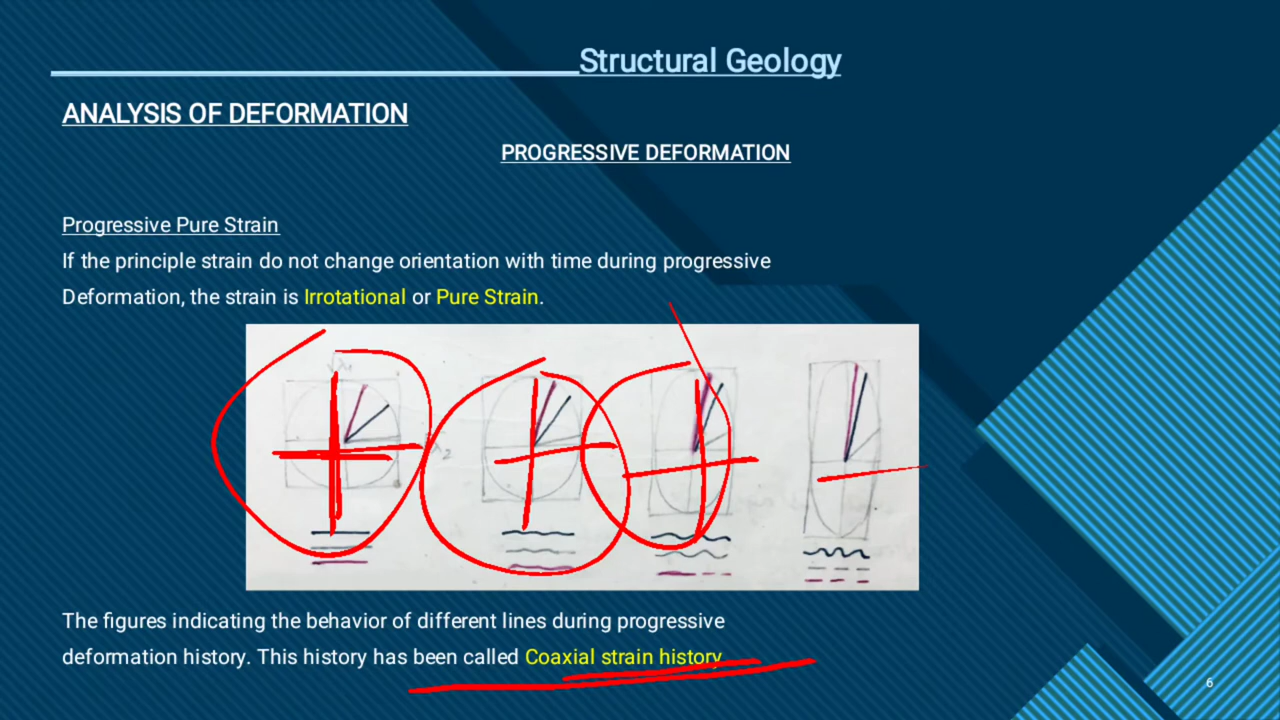 Structural Geology
ANALYSIS OF DEFORMATION
PROGRESSIVE DEFORMATION
Progressive Pure Strain
If the principle strain do not change orientation with time during progressive
Deformation, the strain is Irrotational or Pure Strain.
The figures indicating the behavior of different lines during progressive
deformation history. This history has been called Coaxial strain history
6